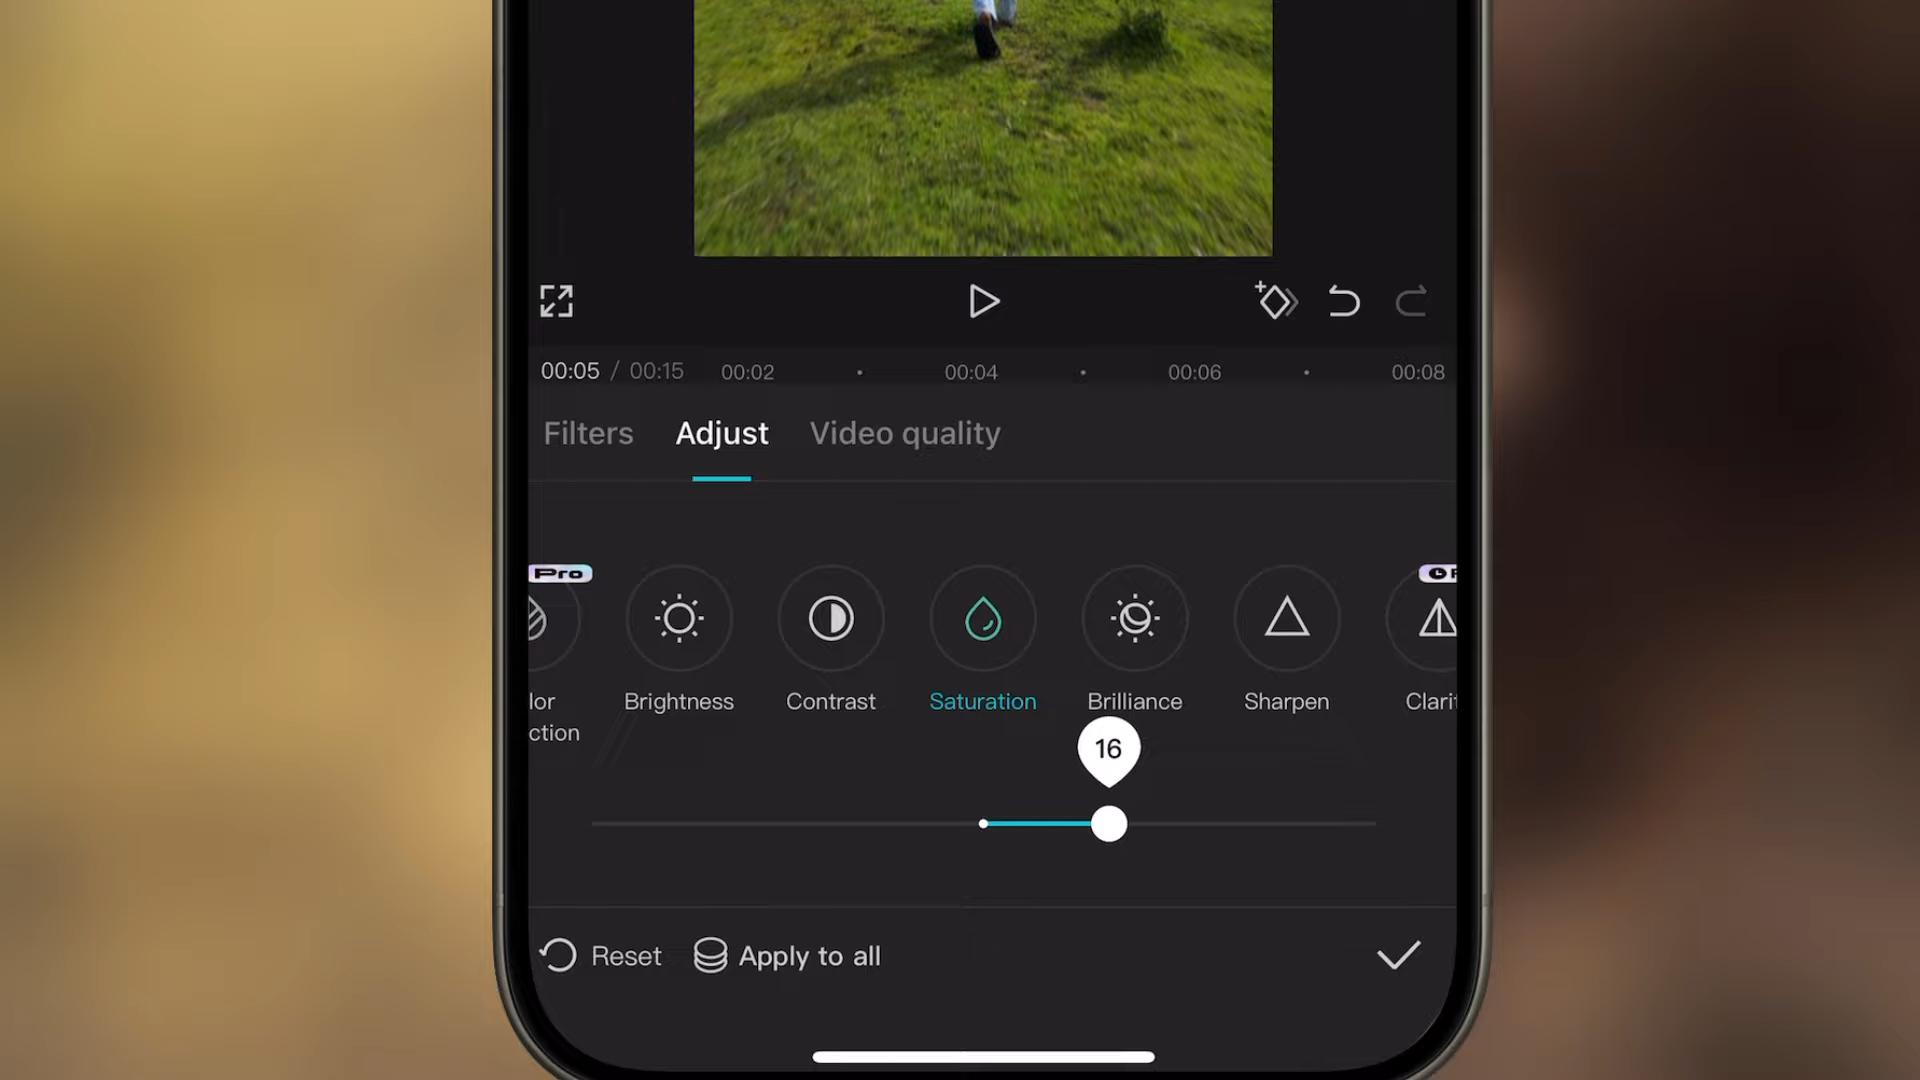 00:05 / 00:15 00:02 00:04 00:06 00:08
Filters Adjust Video quality
Pro
Brightness Contrast Saturation Brilliance Sharpen
16
Reset Apply to all